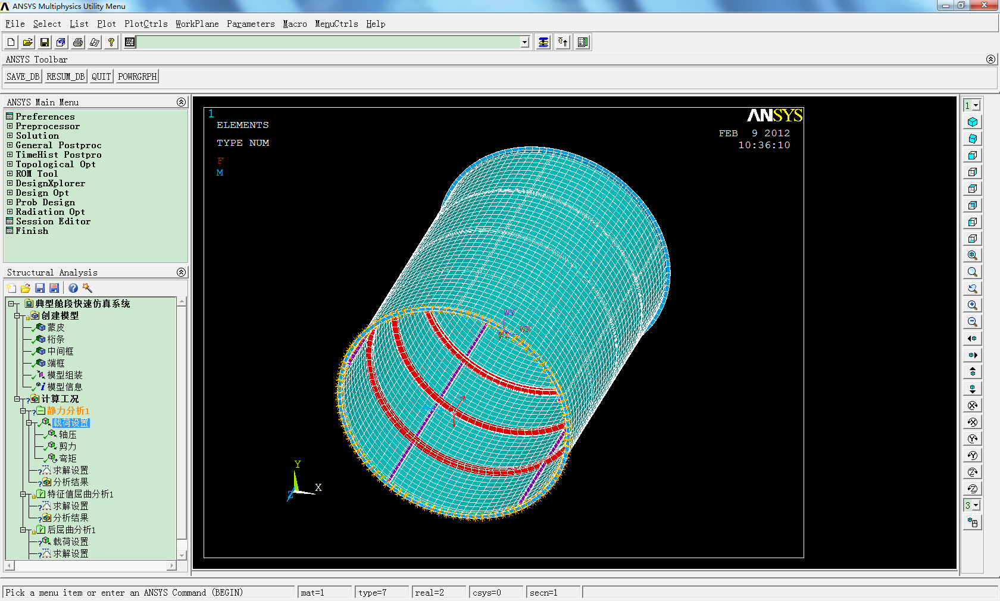 ANSYS Multiphysics Utility Menu
File Select List Plot PlotCtrls WorkPlane Parameters Macro MenuCtrls Help
ANSYS Toolbar
SAVE_DB RESUM_DB QUIT POWRGRPH
ANSYS Main Menu
Preferences
Preprocessor
Solution
General Postproc
TimeHist Postpro
Topological Opt
ROM Tool
DesignXplorer
Design Opt
Prob Design
Radiation Opt
Session Editor
Finish
Structural Analysis
典型舱段快速仿真系统
创建模型
蒙皮
桁条
中间框
端框
模型组装
模型信息
计算工况
静力分析1
载荷设置
轴压
剪力
弯矩
求解设置
分析结果
特征值屈曲分析1
求解设置
分析结果
后屈曲分析1
载荷设置
求解设置
1
ELEMENTS
TYPE NUM
F
M
ANSYS
FEB 9 2012
10:36:10
WY
WX
Y
X
Z
1
3
Pick a menu item or enter an ANSYS Command (BEGIN)
mat=1
type=7
real=2
csys=0
secn=1